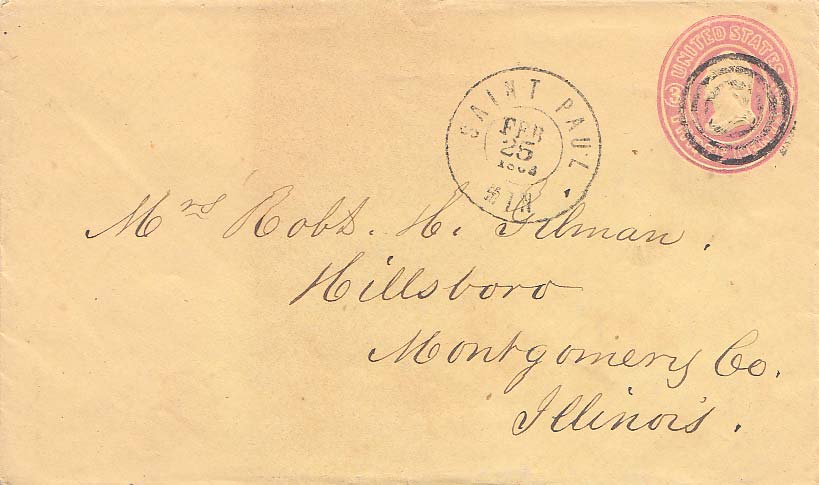 UNITED STATES
SAINT PAUL
FEB
25
MIN
Mrs Robt. H. Tilman.
Hillsboro
Montgomery Co.
Illinois.